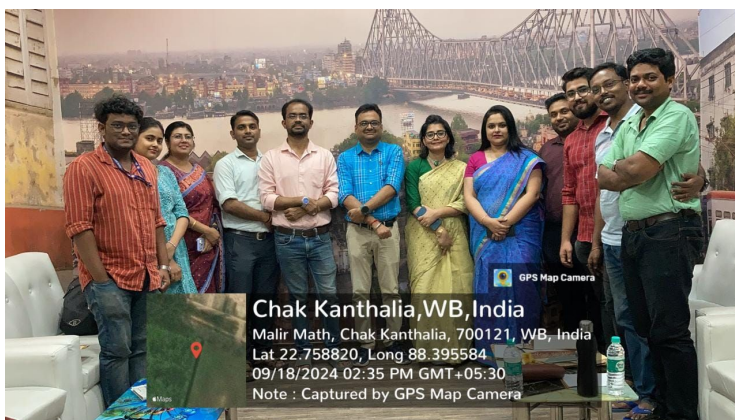 GPS Map Camera
Chak Kanthalia,WB,India
Malir Math, Chak Kanthalia, 700121, WB, India
Lat 22.758820, Long 88.395584
09/18/2024 02:35 PM GMT+05:30
Note : Captured by GPS Map Camera
Maps